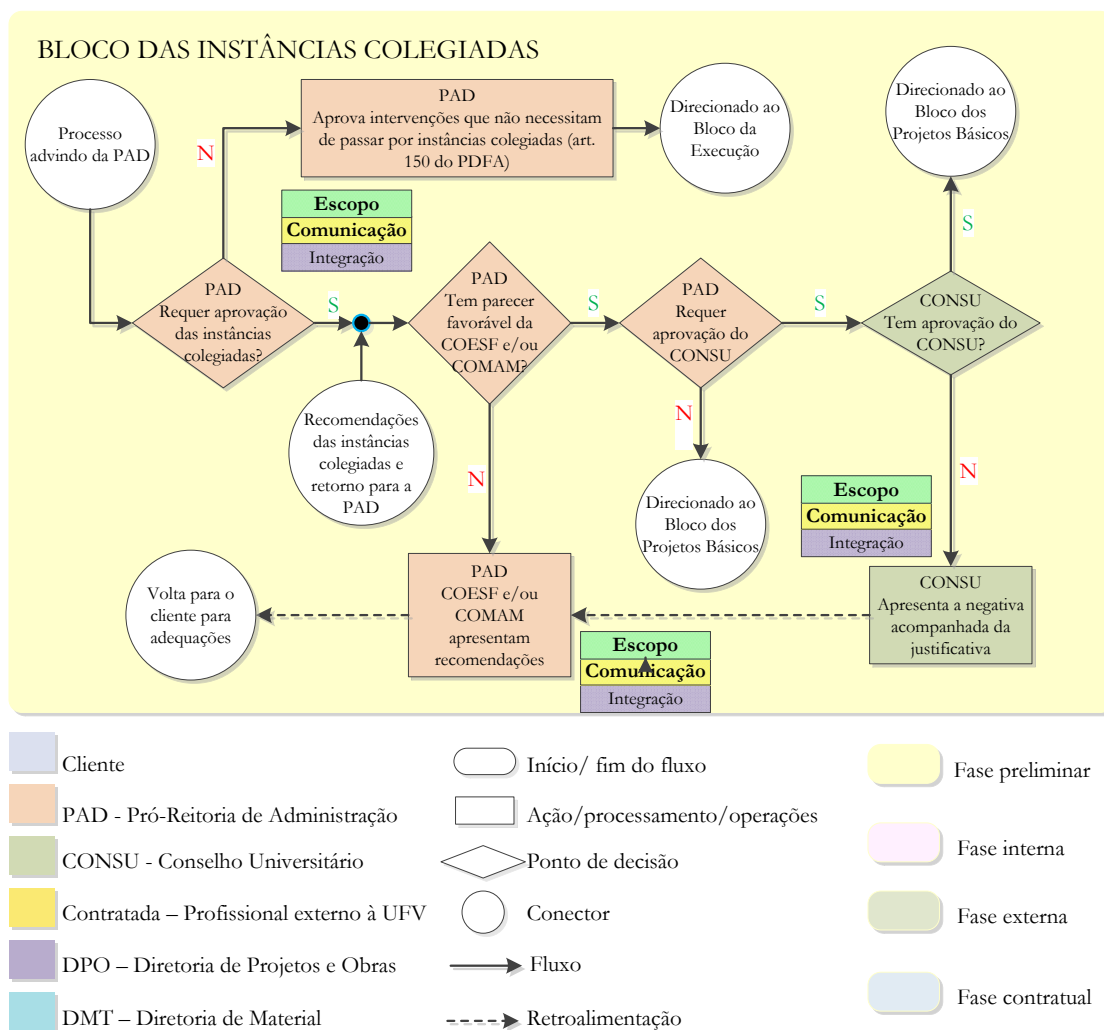 BLOCO DAS INSTÂNCIAS COLEGIADAS
Processo
advindo da PAD
N
PAD
Aprova intervenções que não necessitam
de passar por instâncias colegiadas (art.
150 do PDFA)
Direcionado ao
Bloco da
Execução
Direcionado ao
Bloco dos
Projetos Básicos
Escopo
Comunicação
Integração
S
PAD
Requer aprovação
das instâncias
colegiadas?
S
PAD
Tem parecer
favorável da
COESF e/ou
COMAM?
S
PAD
Requer
aprovação do
CONSU
S
CONSU
Tem aprovação do
CONSU?
Recomendações
das instâncias
colegiadas e
retorno para a
PAD
N
N
N
Direcionado ao
Bloco dos
Projetos Básicos
Escopo
Comunicação
Integração
Volta para o
cliente para
adequações
PAD
COESF e/ou
COMAM
apresentam
recomendações
CONSU
Apresenta a negativa
acompanhada da
justificativa
Escopo
Comunicação
Integração
Cliente
PAD - Pró-Reitoria de Administração
CONSU - Conselho Universitário
Contratada – Profissional externo à UFV
DPO – Diretoria de Projetos e Obras
DMT – Diretoria de Material
Início/ fim do fluxo
Ação/processamento/operações
Ponto de decisão
Conector
Fluxo
Retroalimentação
Fase preliminar
Fase interna
Fase externa
Fase contratual